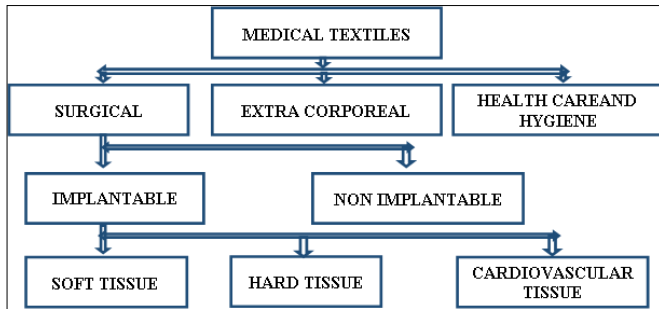 MEDICAL TEXTILES
SURGICAL
EXTRA CORPOREAL
HEALTH CAREAND
HYGIENE
IMPLANTABLE
NON IMPLANTABLE
SOFT TISSUE
HARD TISSUE
CARDIOVASCULAR
TISSUE